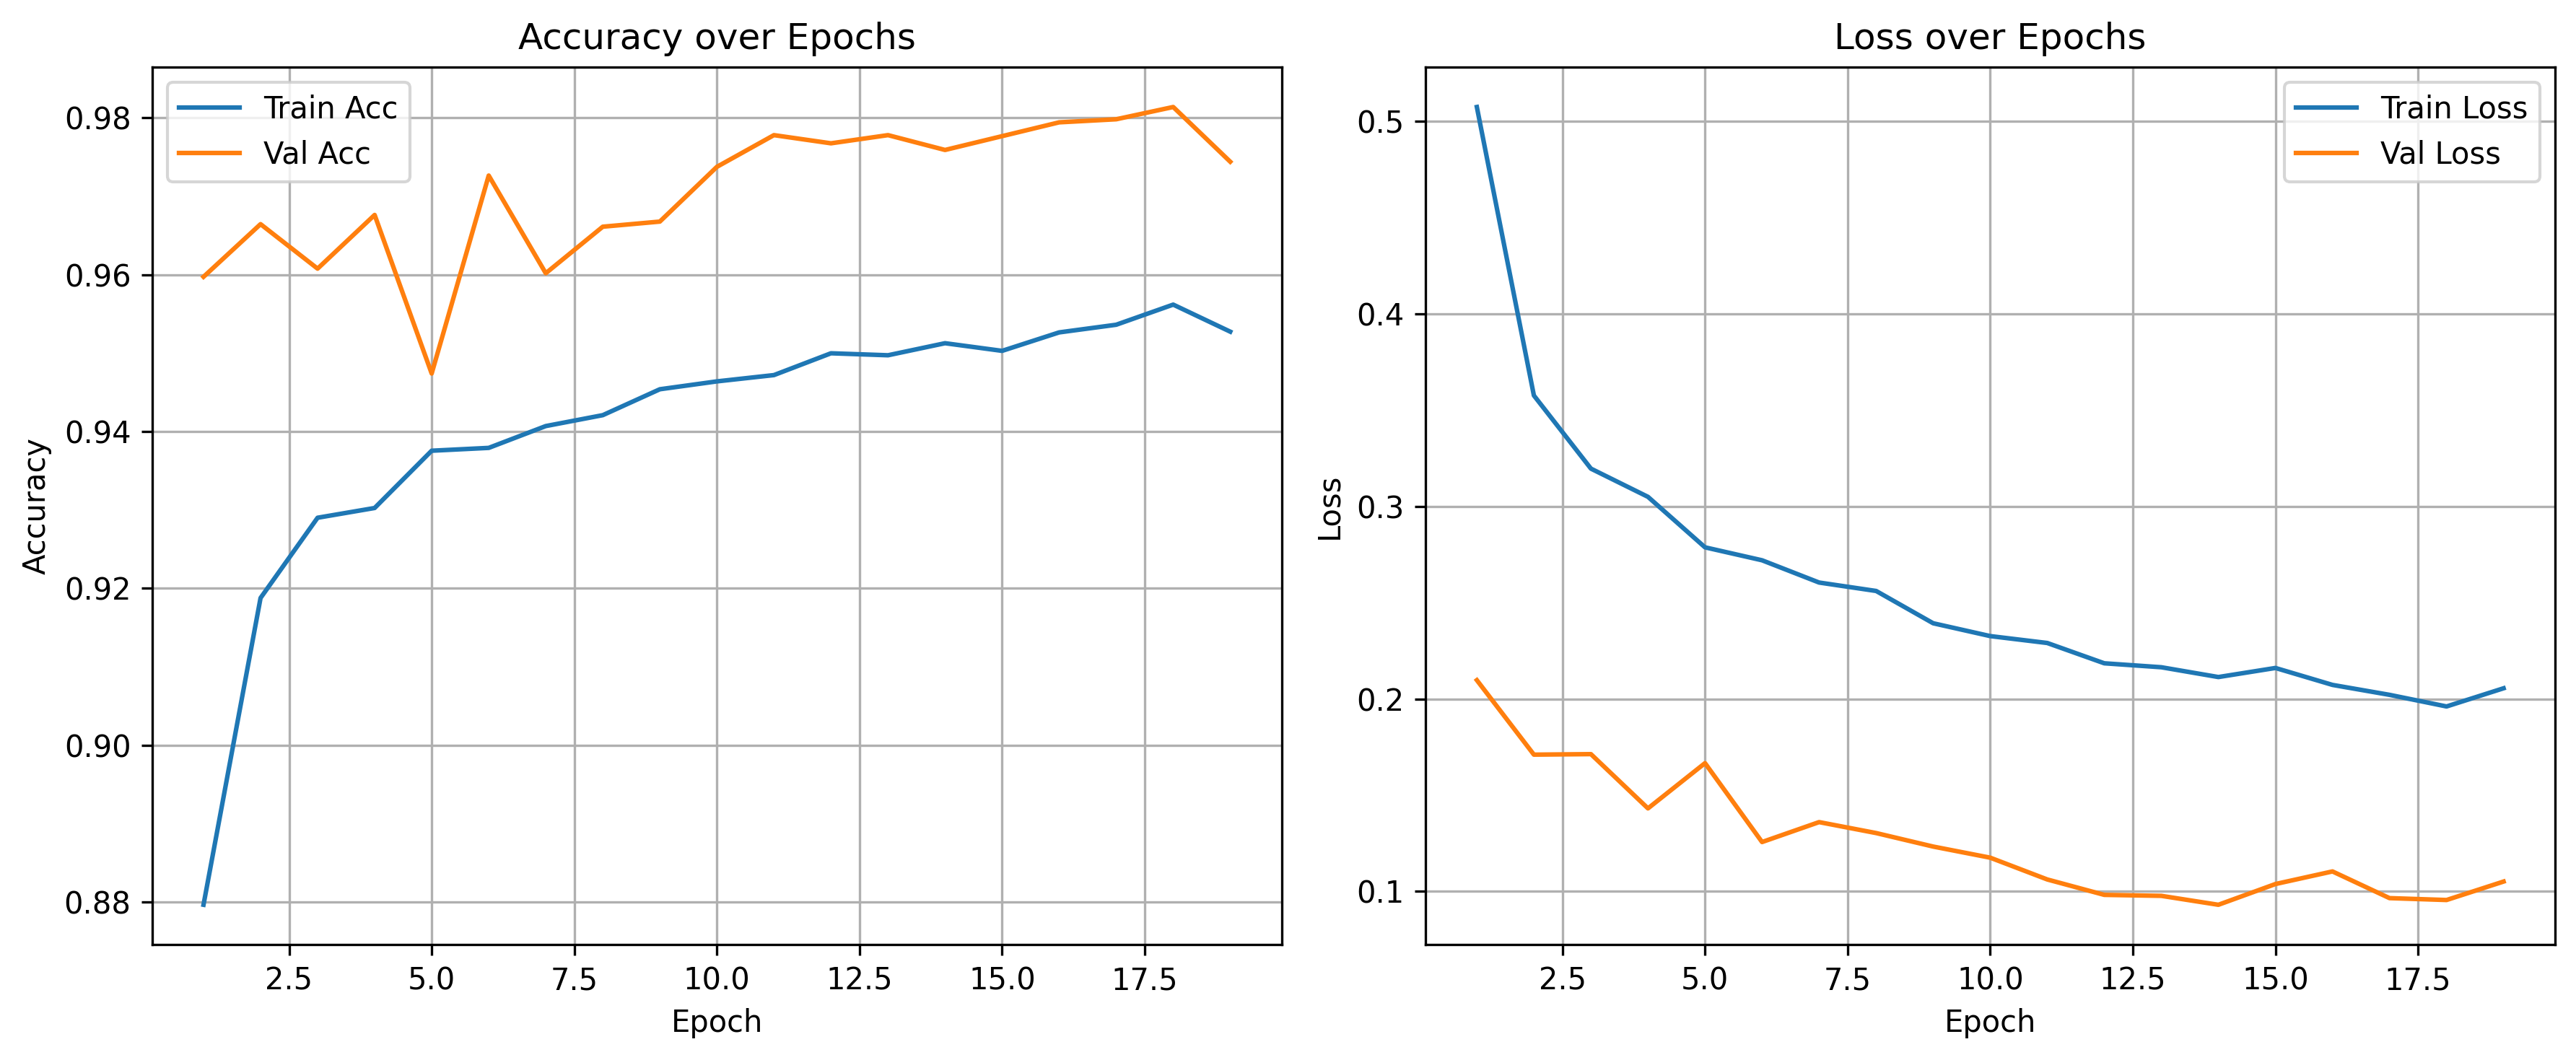 Accuracy over Epochs
Train Acc
Val Acc
0.98
0.96
0.94
0.92
0.90
0.88
Accuracy
2.5 5.0 7.5 10.0 12.5 15.0 17.5
Epoch
Loss over Epochs
Train Loss
Val Loss
0.5
0.4
0.3
0.2
0.1
Loss
2.5 5.0 7.5 10.0 12.5 15.0 17.5
Epoch